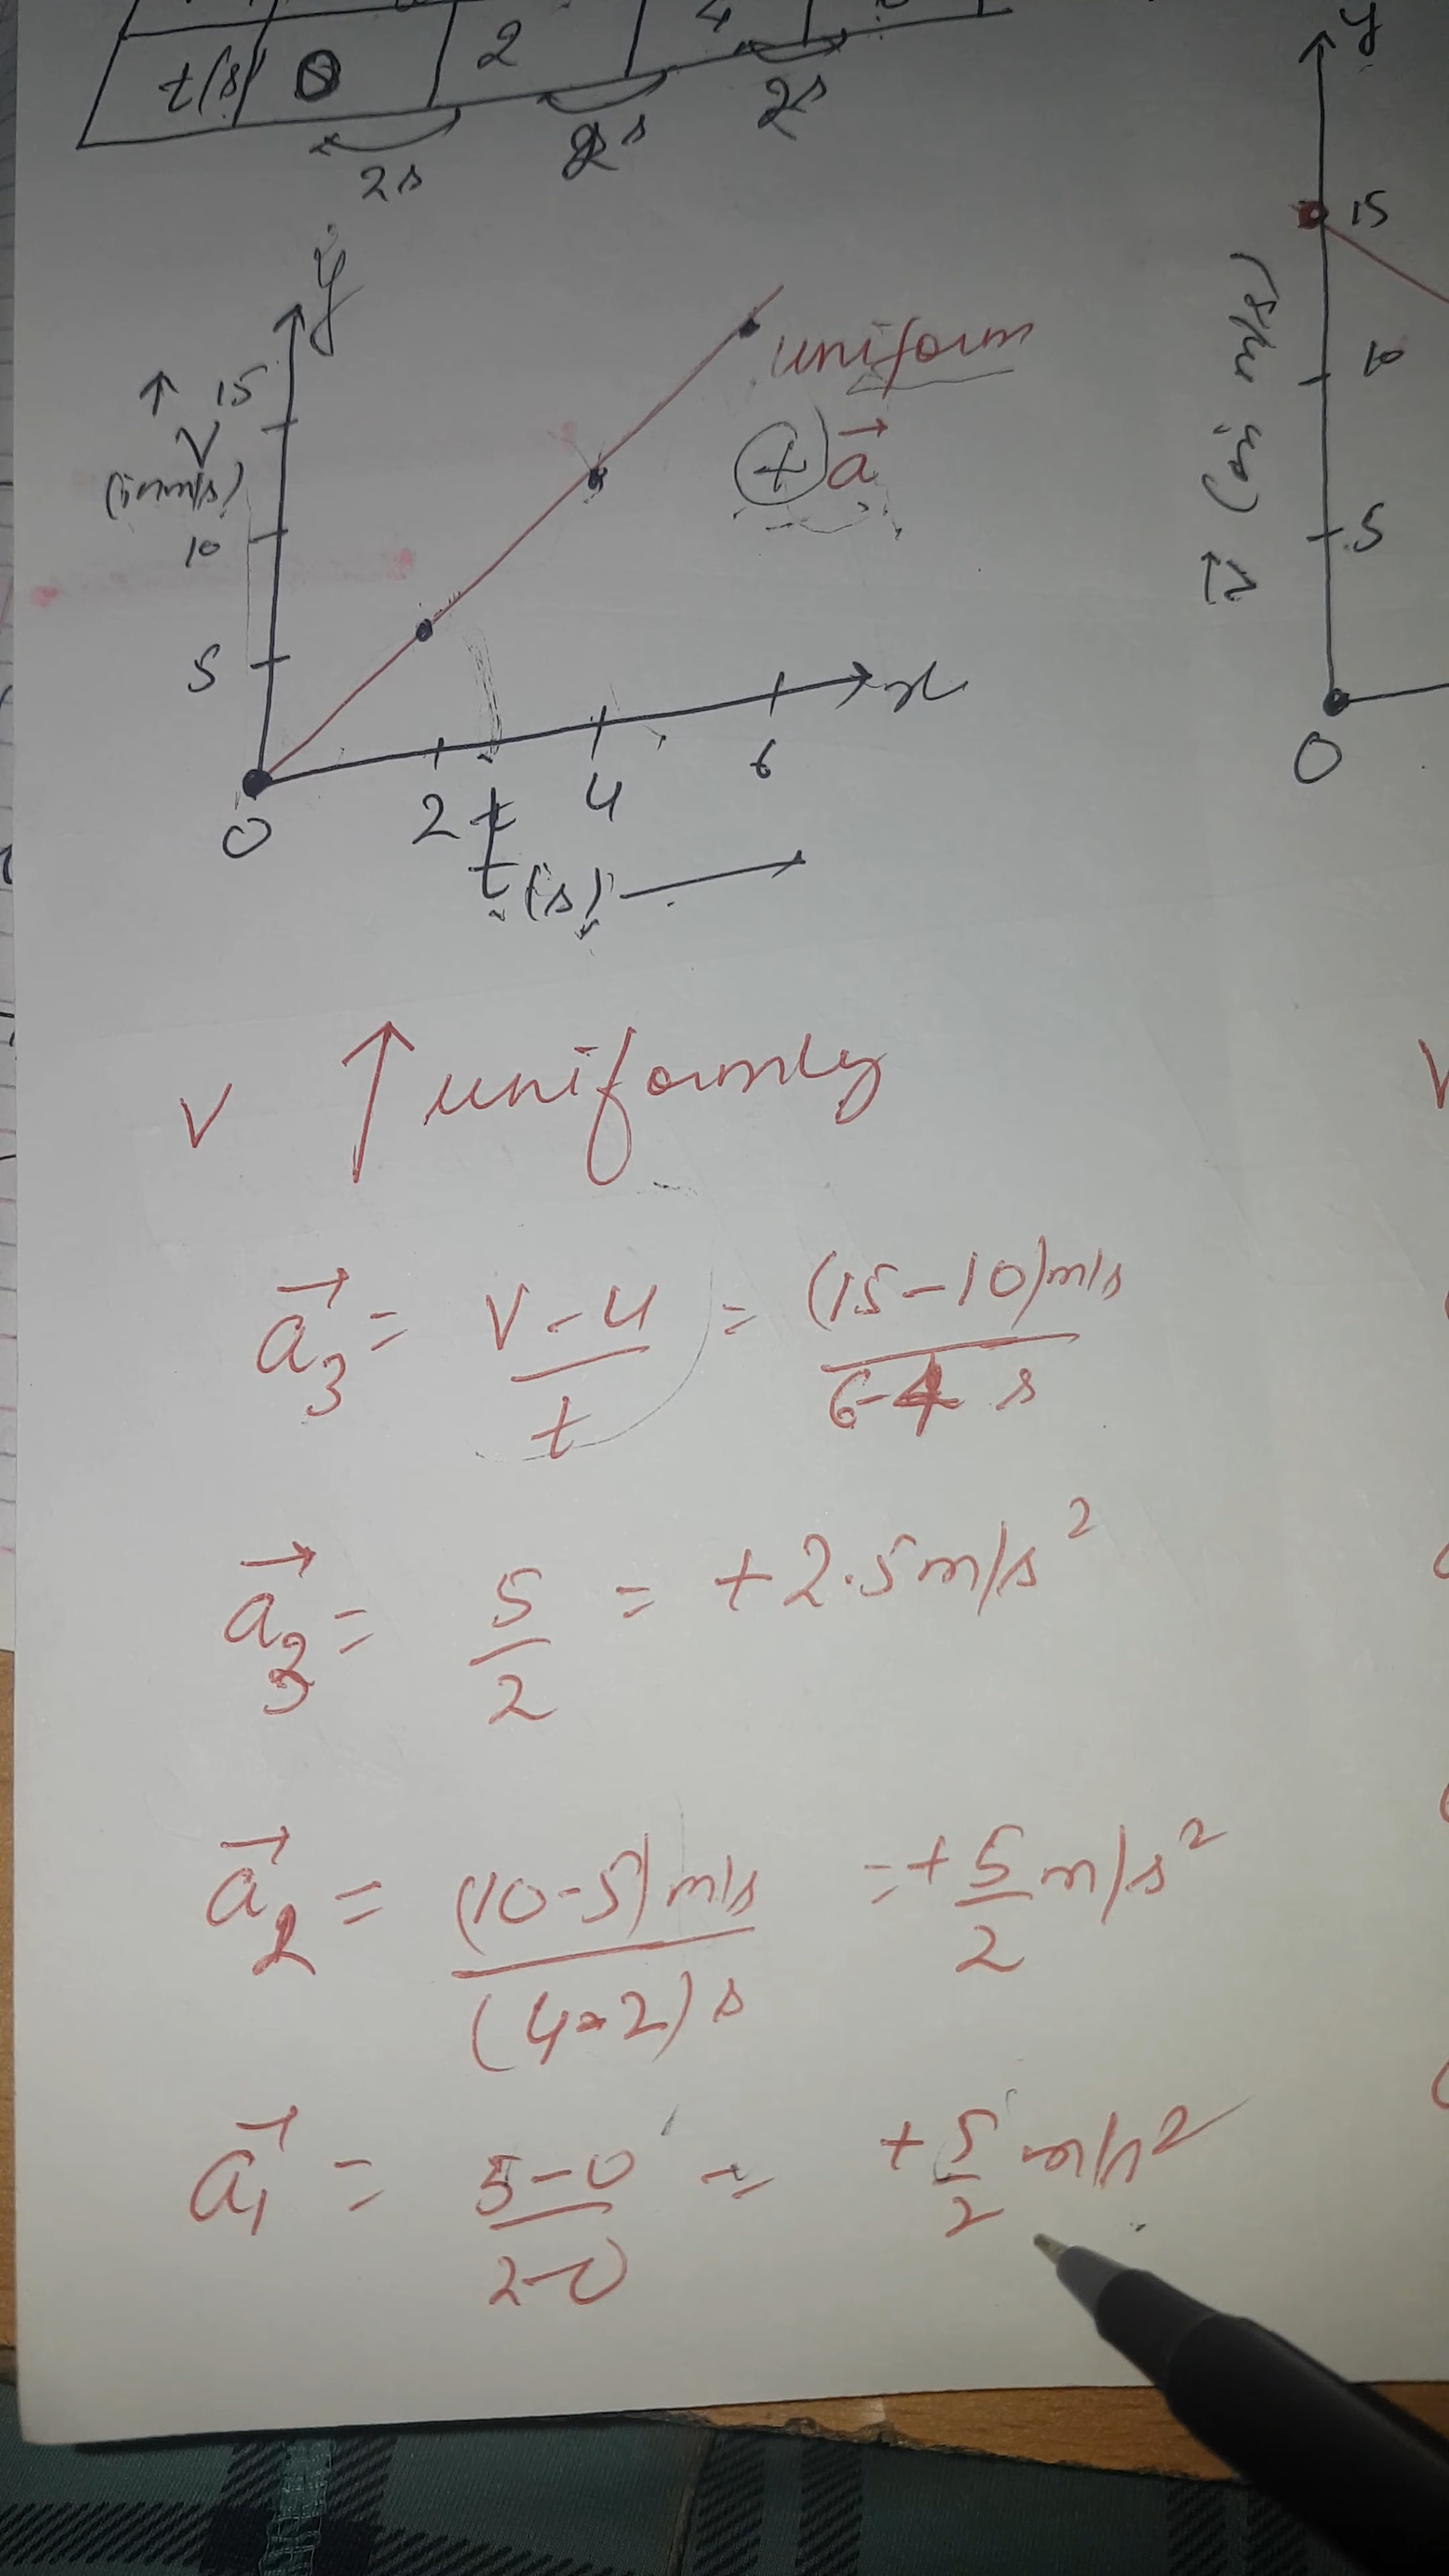 t(s) 0 2 4
2s 2s 2s
y
15
V
(in m/s)
10
5
0
2 4 6
x
t (s)
uniform
+ a⃗
y
15
10
5
0
V⃗ (in m/s)
V ↑ uniformly
a⃗₃ = V-u/t = (15-10)m/s / 6-4 s
a⃗₃ = 5/2 = +2.5m/s²
a⃗₂ = (10-5)m/s / (4-2)s = +5/2 m/s²
a⃗₁ = 5-0/2-0 = +5/2 m/s²